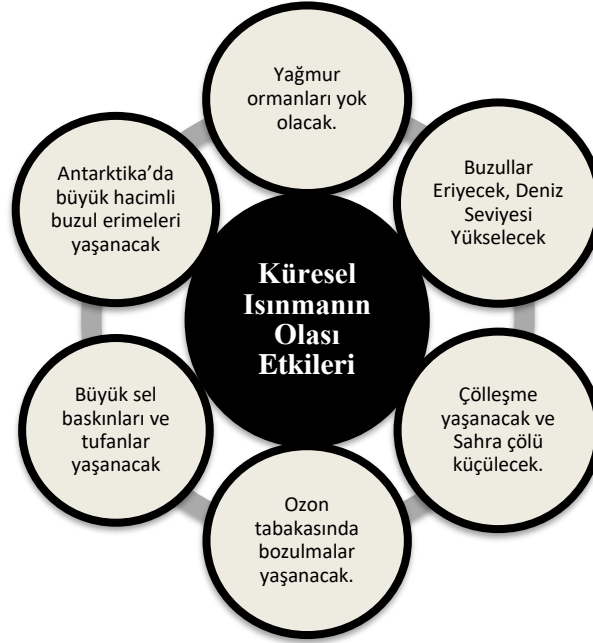 Yağmur
ormanları yok
olacak.
Buzullar
Eriyecek, Deniz
Seviyesi
Yükselecek
Çölleşme
yaşanacak ve
Sahra çölü
küçülecek.
Ozon
tabakasında
bozulmalar
yaşanacak.
Büyük sel
baskınları ve
tufanlar
yaşanacak
Antarktika’da
büyük hacimli
buzul erimeleri
yaşanacak
Küresel
Isınmanın
Olası
Etkileri